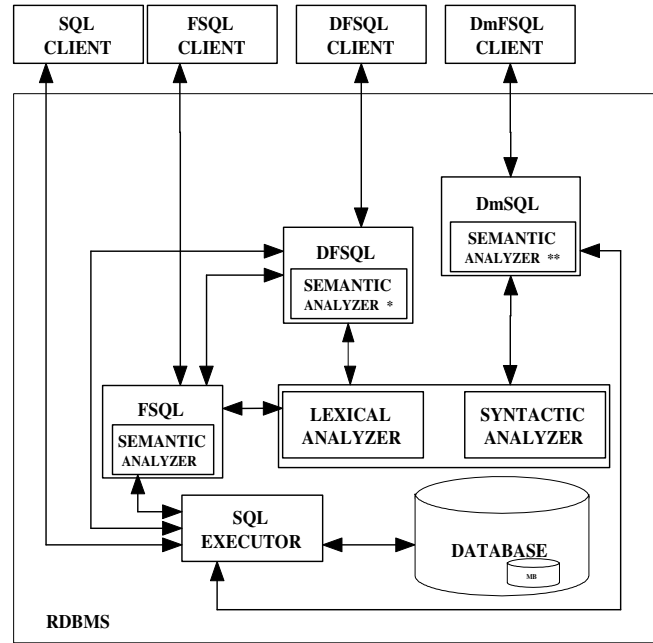 SQL
CLIENT
FSQL
CLIENT
DFSQL
CLIENT
DmFSQL
CLIENT
DmSQL
SEMANTIC
ANALYZER **
DFSQL
SEMANTIC
ANALYZER *
FSQL
SEMANTIC
ANALYZER
LEXICAL
ANALYZER
SYNTACTIC
ANALYZER
SQL
EXECUTOR
DATABASE
MB
RDBMS